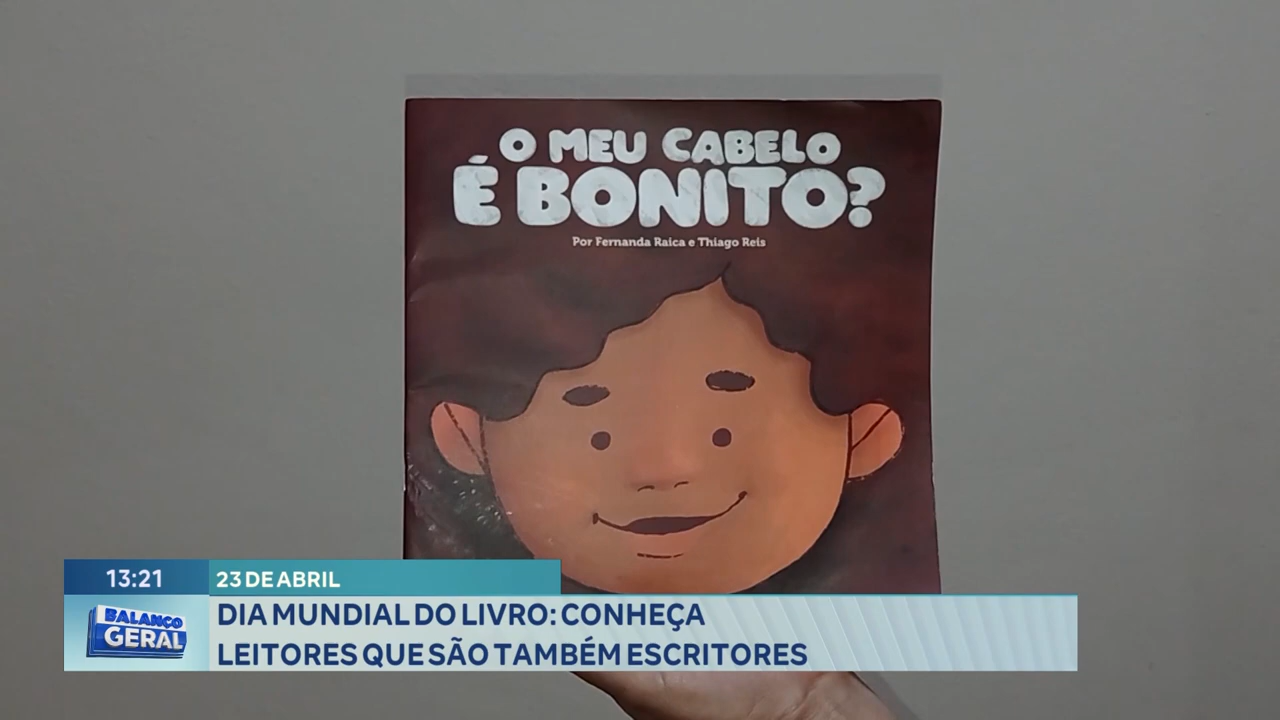 O MEU CABELO
É BONITO?
Por Fernanda Raica e Thiago Reis
13:21
23 DE ABRIL
BALANÇO
GERAL
DIA MUNDIAL DO LIVRO: CONHEÇA
LEITORES QUE SÃO TAMBÉM ESCRITORES